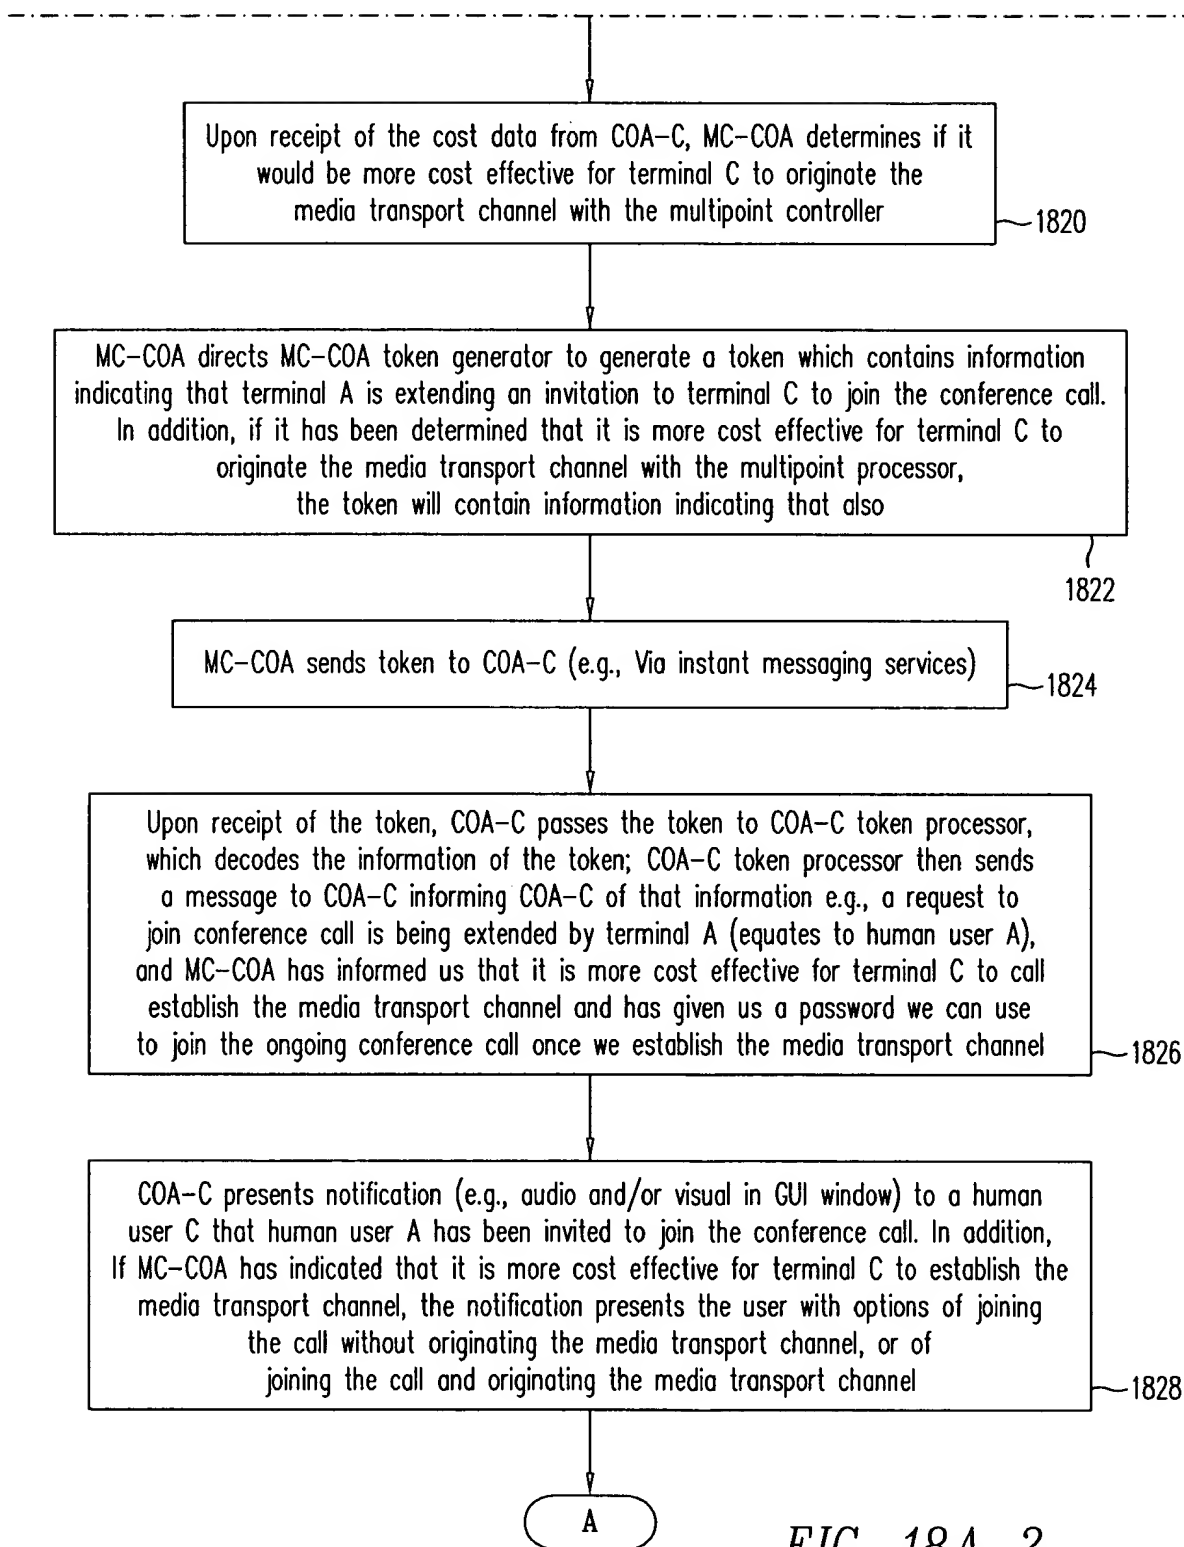 Upon receipt of the cost data from COA-C, MC-COA determines if it
would be more cost effective for terminal C to originate the
media transport channel with the multipoint controller
1820
MC-COA directs MC-COA token generator to generate a token which contains information
indicating that terminal A is extending an invitation to terminal C to join the conference call.
In addition, if it has been determined that it is more cost effective for terminal C to
originate the media transport channel with the multipoint processor,
the token will contain information indicating that also
1822
MC-COA sends token to COA-C (e.g., Via instant messaging services)
1824
Upon receipt of the token, COA-C passes the token to COA-C token processor,
which decodes the information of the token; COA-C token processor then sends
a message to COA-C informing COA-C of that information e.g., a request to
join conference call is being extended by terminal A (equates to human user A),
and MC-COA has informed us that it is more cost effective for terminal C to call
establish the media transport channel and has given us a password we can use
to join the ongoing conference call once we establish the media transport channel
1826
COA-C presents notification (e.g., audio and/or visual in GUI window) to a human
user C that human user A has been invited to join the conference call. In addition,
If MC-COA has indicated that it is more cost effective for terminal C to establish the
media transport channel, the notification presents the user with options of joining
the call without originating the media transport channel, or of
joining the call and originating the media transport channel
1828
A
FIG. 18A-2